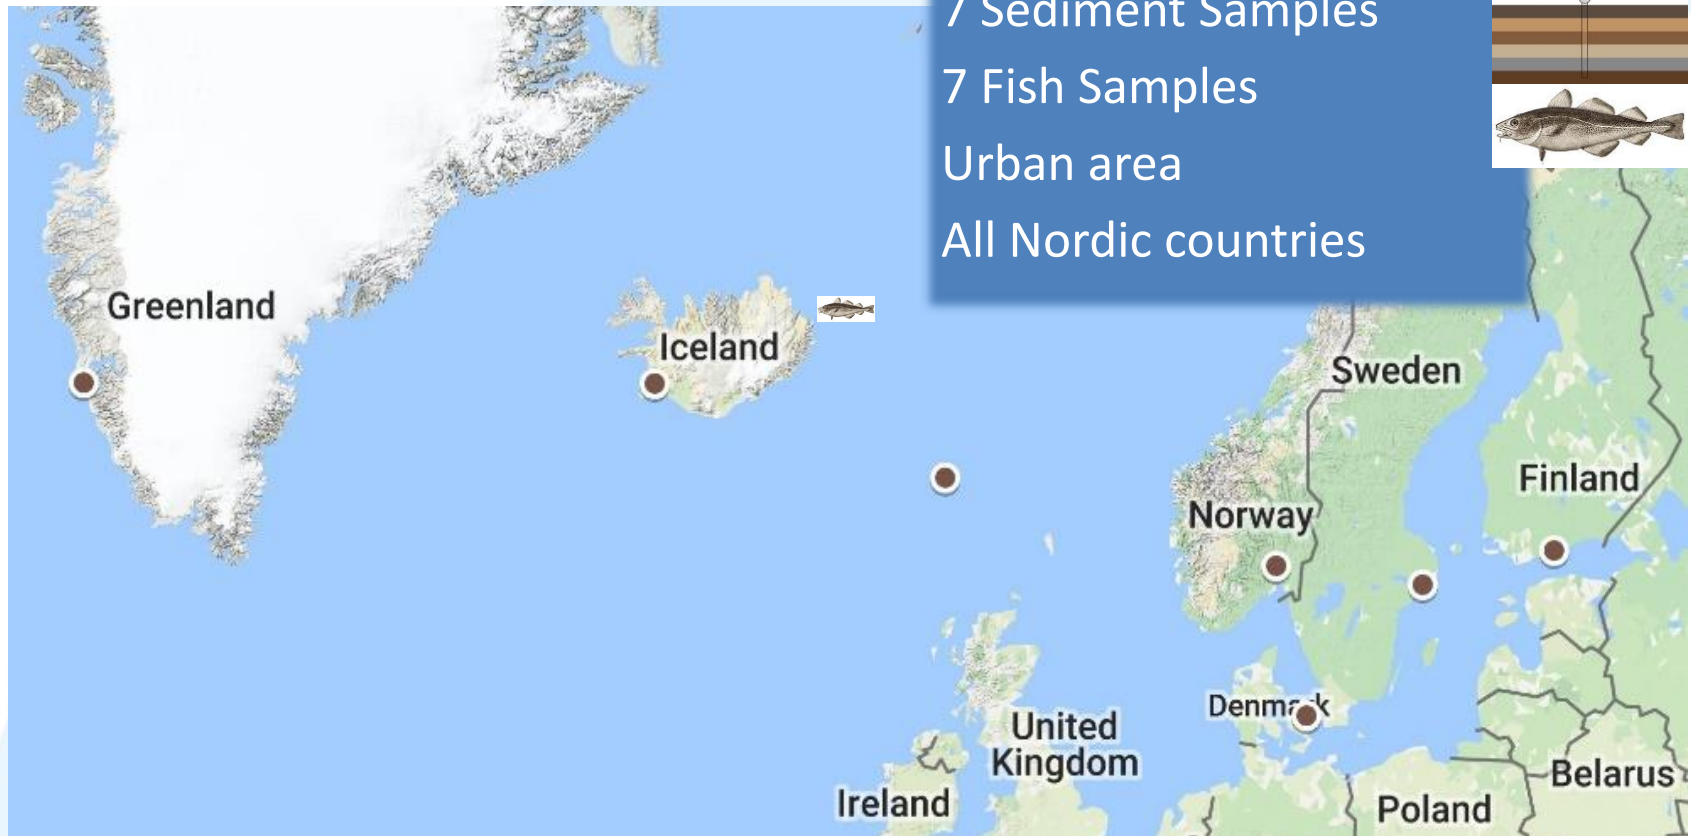 7 Sediment Samples
7 Fish Samples
Urban area
All Nordic countries
Greenland
Iceland
Sweden
Finland
Norway
Denmark
United
Kingdom
Ireland
Belarus
Poland